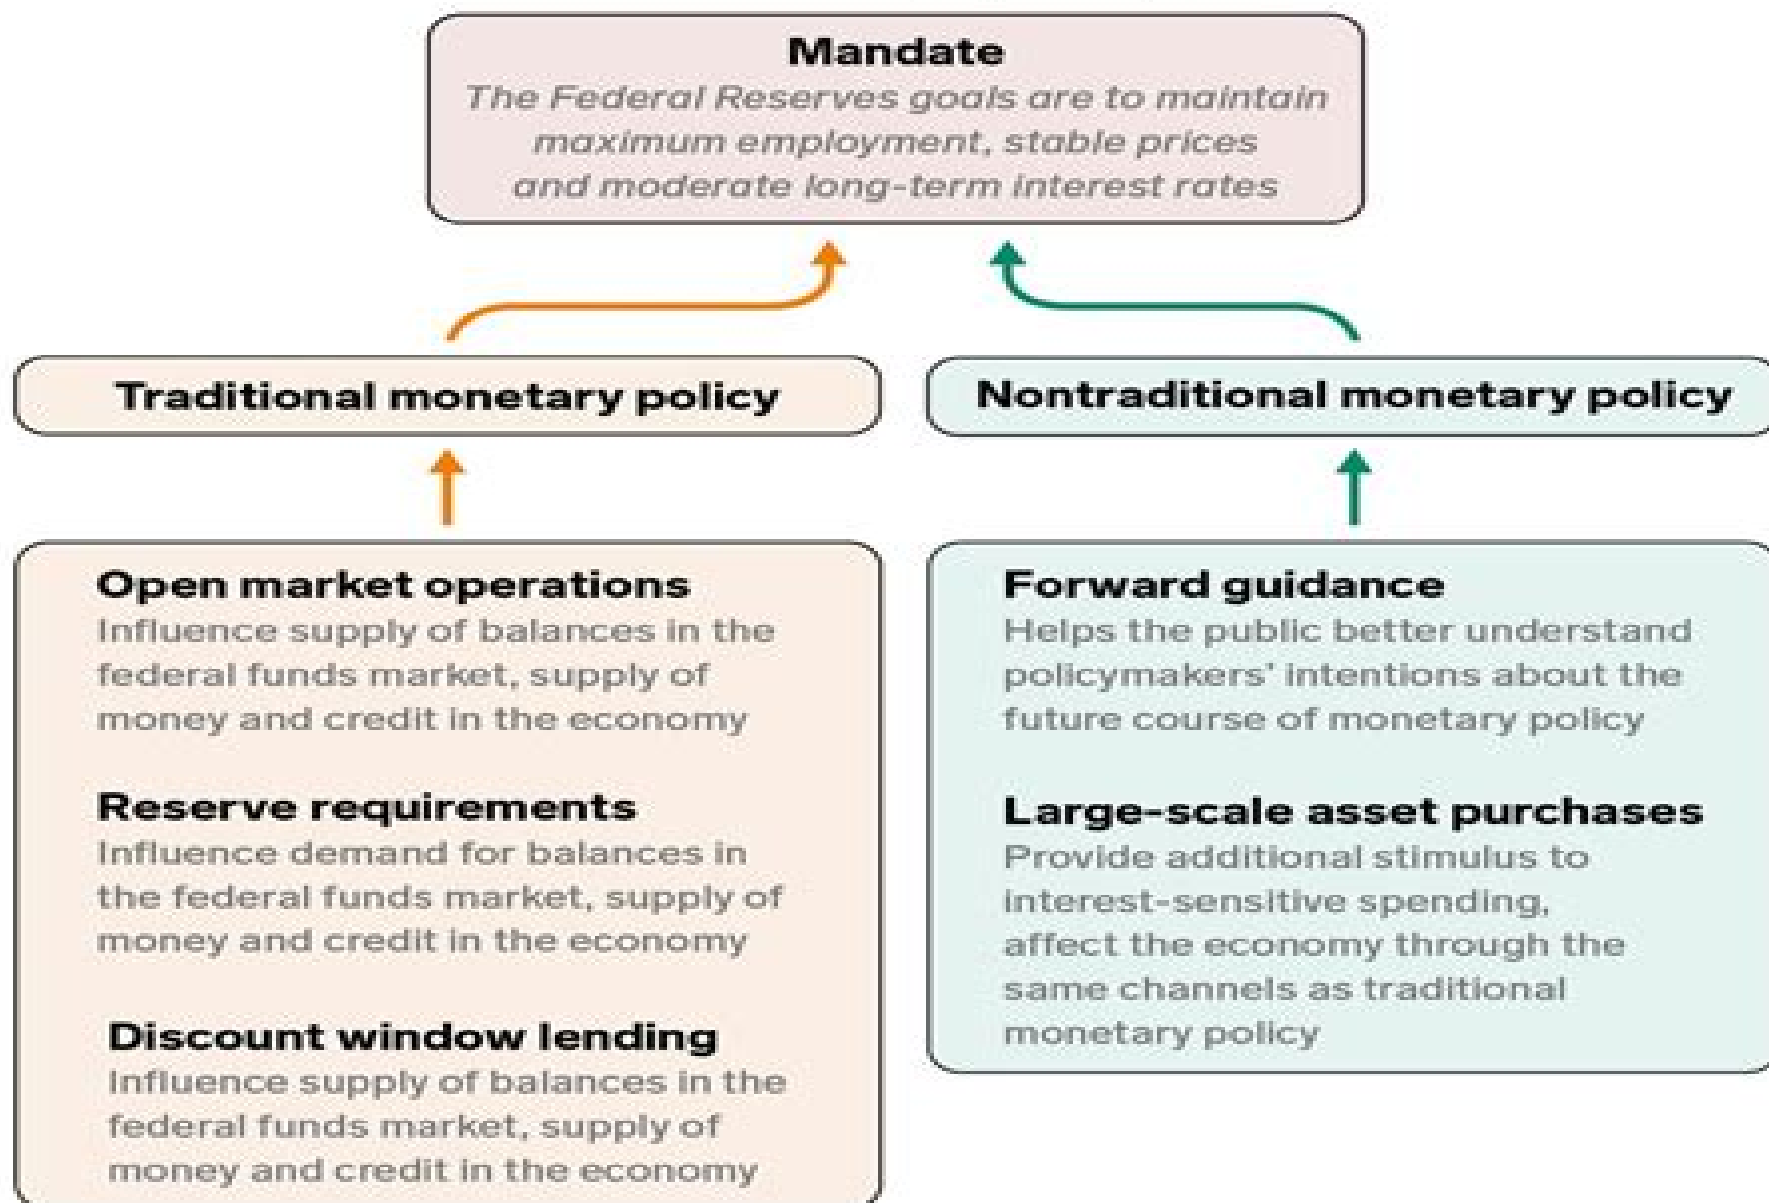 Mandate
The Federal Reserves goals are to maintain
maximum employment, stable prices
and moderate long-term interest rates
Traditional monetary policy
Nontraditional monetary policy
Open market operations
Influence supply of balances in the
federal funds market, supply of
money and credit in the economy
Reserve requirements
Influence demand for balances in
the federal funds market, supply of
money and credit in the economy
Discount window lending
Influence supply of balances in the
federal funds market, supply of
money and credit in the economy
Forward guidance
Helps the public better understand
policymakers' intentions about the
future course of monetary policy
Large-scale asset purchases
Provide additional stimulus to
interest-sensitive spending,
affect the economy through the
same channels as traditional
monetary policy